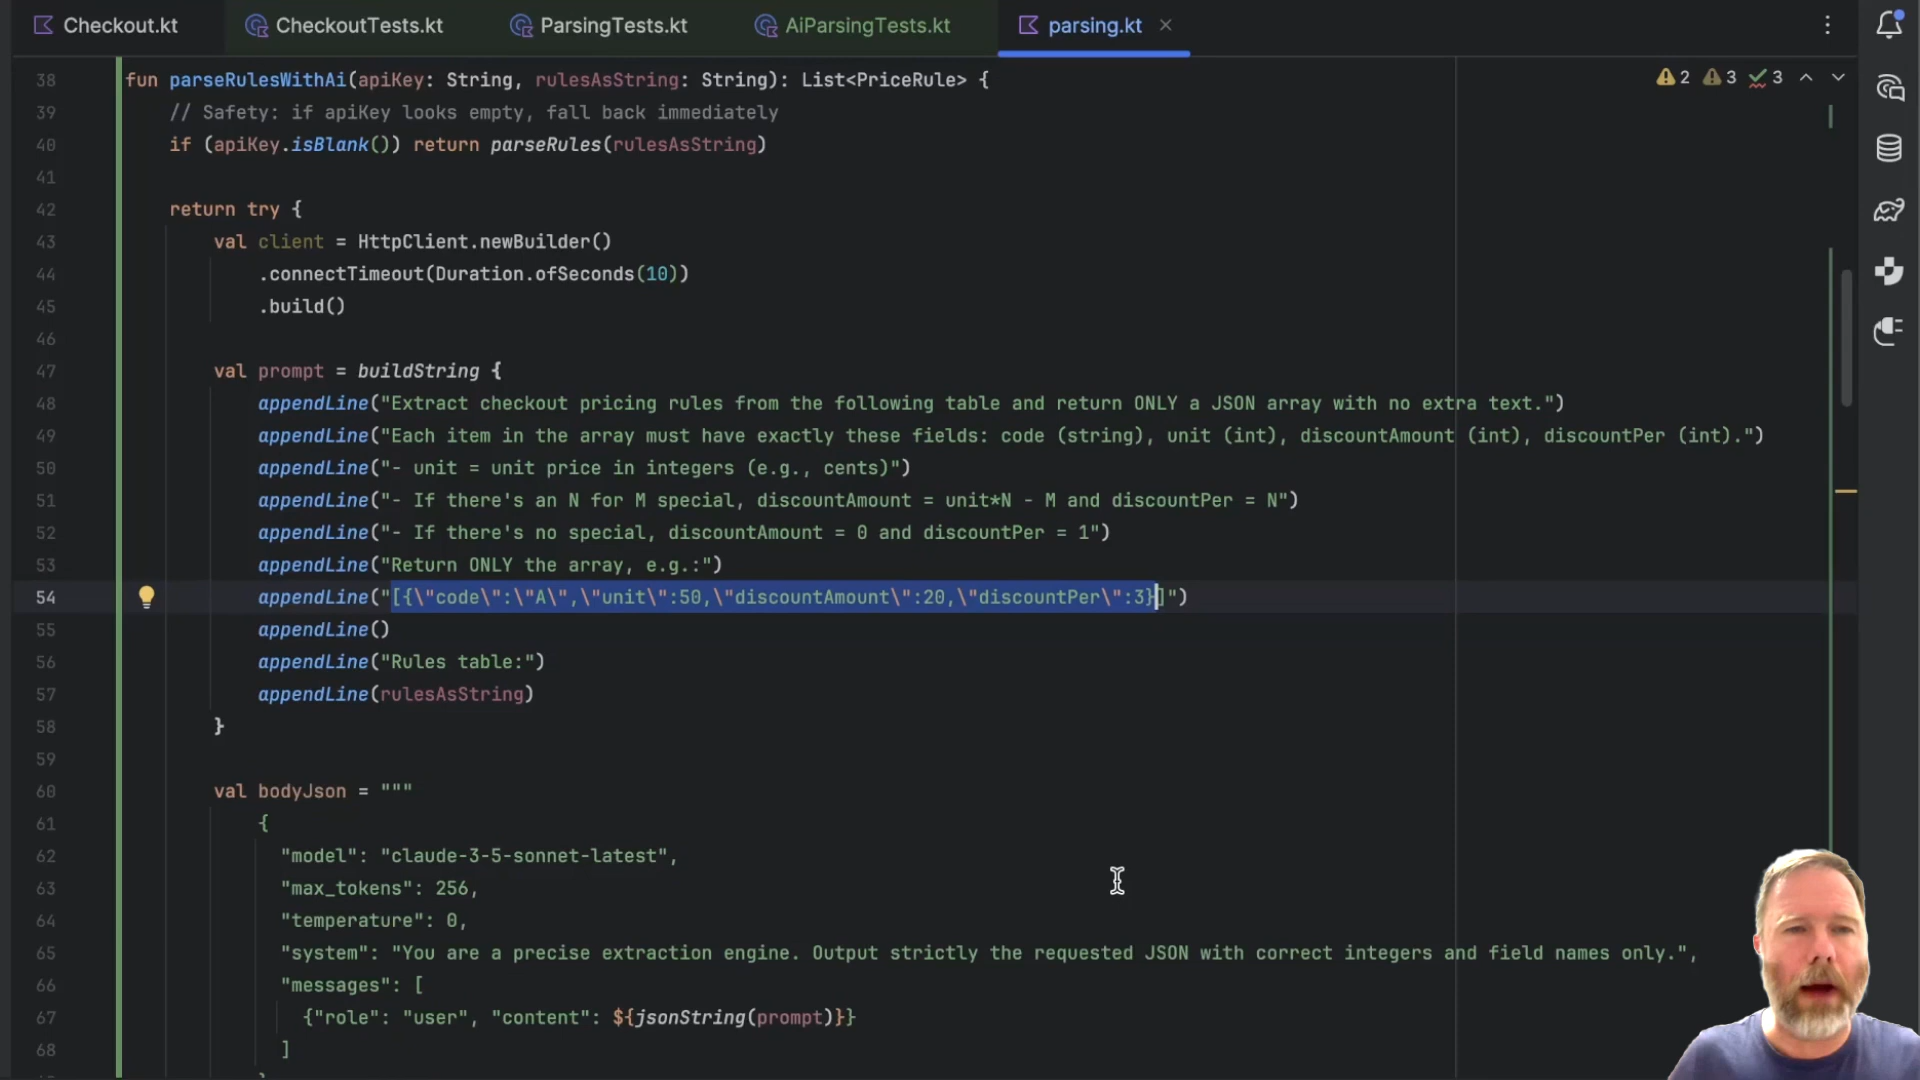 Checkout.kt
CheckoutTests.kt
ParsingTests.kt
AiParsingTests.kt
parsing.kt
2 3 3
38 fun parseRulesWithAi(apiKey: String, rulesAsString: String): List<PriceRule> {
39 // Safety: if apiKey looks empty, fall back immediately
40 if (apiKey.isBlank()) return parseRules(rulesAsString)
41
42 return try {
43 val client = HttpClient.newBuilder()
44 .connectTimeout(Duration.ofSeconds(10))
45 .build()
46
47 val prompt = buildString {
48 appendLine("Extract checkout pricing rules from the following table and return ONLY a JSON array with no extra text.")
49 appendLine("Each item in the array must have exactly these fields: code (string), unit (int), discountAmount (int), discountPer (int).")
50 appendLine("- unit = unit price in integers (e.g., cents)")
51 appendLine("- If there's an N for M special, discountAmount = unit*N - M and discountPer = N")
52 appendLine("- If there's no special, discountAmount = 0 and discountPer = 1")
53 appendLine("Return ONLY the array, e.g.:")
54 appendLine("[{\"code\":\"A\",\"unit\":50,\"discountAmount\":20,\"discountPer\":3}]")
55 appendLine()
56 appendLine("Rules table:")
57 appendLine(rulesAsString)
58 }
59
60 val bodyJson = """
61 {
62 "model": "claude-3-5-sonnet-latest",
63 "max_tokens": 256,
64 "temperature": 0,
65 "system": "You are a precise extraction engine. Output strictly the requested JSON with correct integers and field names only.",
66 "messages": [
67 {"role": "user", "content": ${jsonString(prompt)}}
68 ]